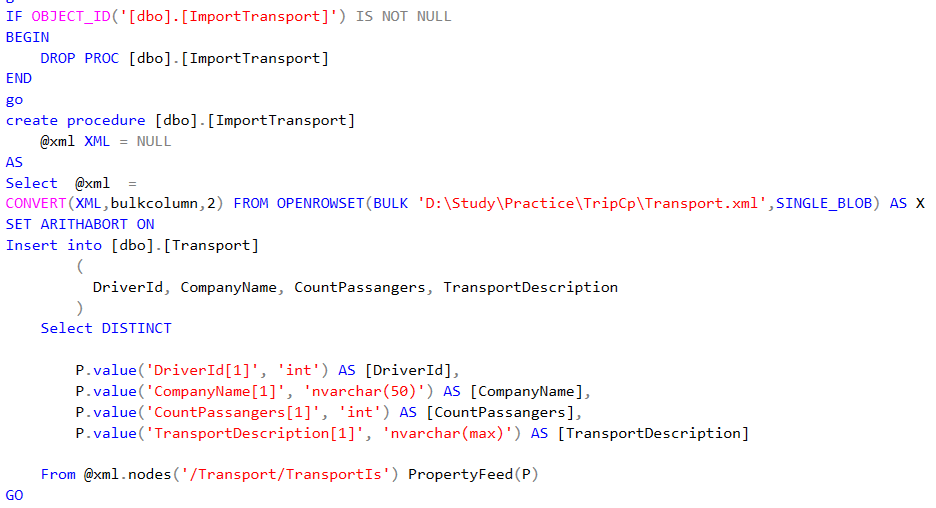 IF OBJECT_ID('[dbo].[ImportTransport]') IS NOT NULL
BEGIN
    DROP PROC [dbo].[ImportTransport]
END
go
create procedure [dbo].[ImportTransport]
    @xml XML = NULL
AS
Select  @xml  =
CONVERT(XML,bulkcolumn,2) FROM OPENROWSET(BULK 'D:\Study\Practice\TripCp\Transport.xml',SINGLE_BLOB) AS X
SET ARITHABORT ON
Insert into [dbo].[Transport]
        (
          DriverId, CompanyName, CountPassangers, TransportDescription
        )
    Select DISTINCT
        P.value('DriverId[1]', 'int') AS [DriverId],
        P.value('CompanyName[1]', 'nvarchar(50)') AS [CompanyName],
        P.value('CountPassangers[1]', 'int') AS [CountPassangers],
        P.value('TransportDescription[1]', 'nvarchar(max)') AS [TransportDescription]
    From @xml.nodes('/Transport/TransportIs') PropertyFeed(P)
GO